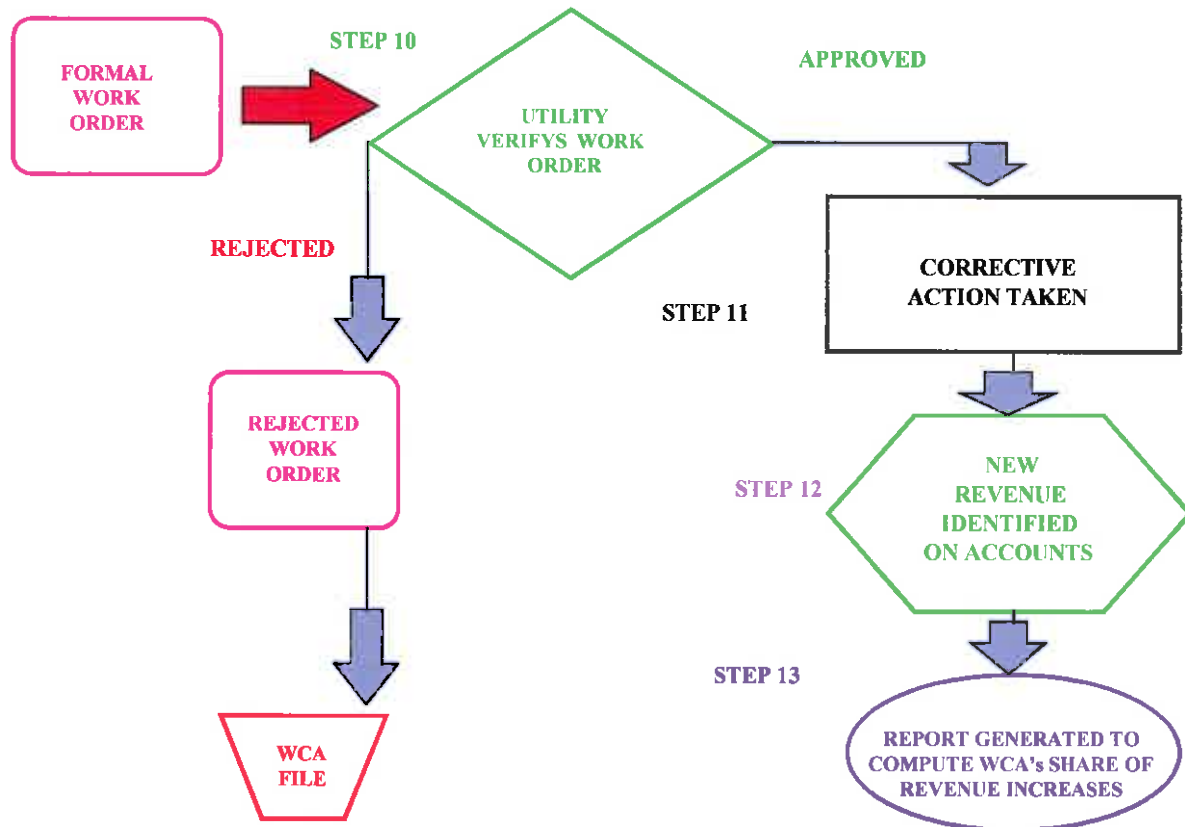 STEP 10
FORMAL
WORK
ORDER
UTILITY
VERIFYS WORK
ORDER
APPROVED
REJECTED
CORRECTIVE
ACTION TAKEN
STEP 11
REJECTED
WORK
ORDER
STEP 12
NEW
REVENUE
IDENTIFIED
ON ACCOUNTS
STEP 13
WCA
FILE
REPORT GENERATED TO
COMPUTE WCA's SHARE OF
REVENUE INCREASES